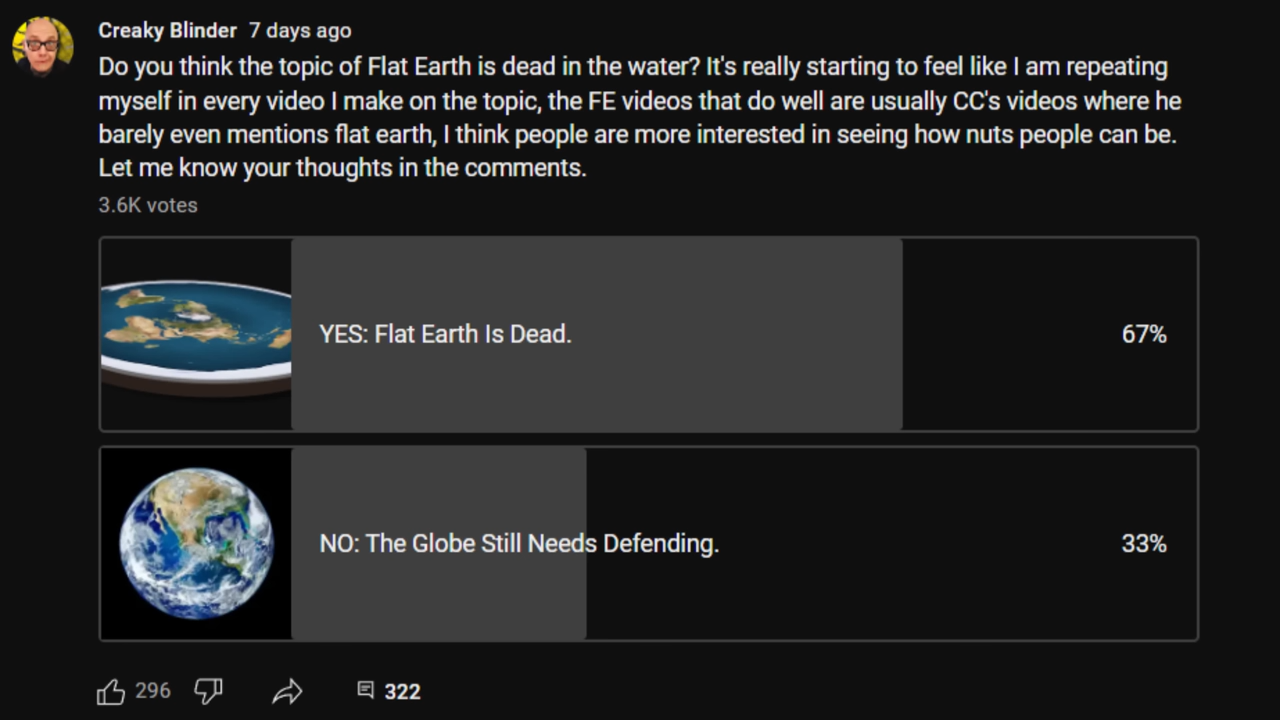 Creaky Blinder 7 days ago
Do you think the topic of Flat Earth is dead in the water? It's really starting to feel like I am repeating
myself in every video I make on the topic, the FE videos that do well are usually CC's videos where he
barely even mentions flat earth, I think people are more interested in seeing how nuts people can be.
Let me know your thoughts in the comments.
3.6K votes
YES: Flat Earth Is Dead. 67%
NO: The Globe Still Needs Defending. 33%
296 322